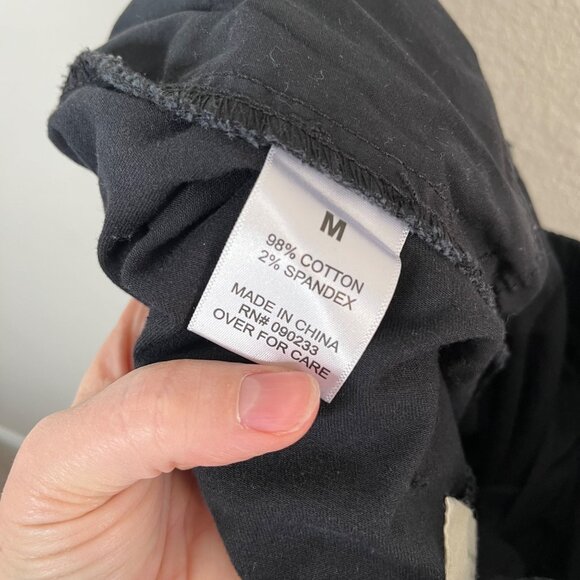 M
98% COTTON
2% SPANDEX
MADE IN CHINA
RN# 090233
OVER FOR CARE